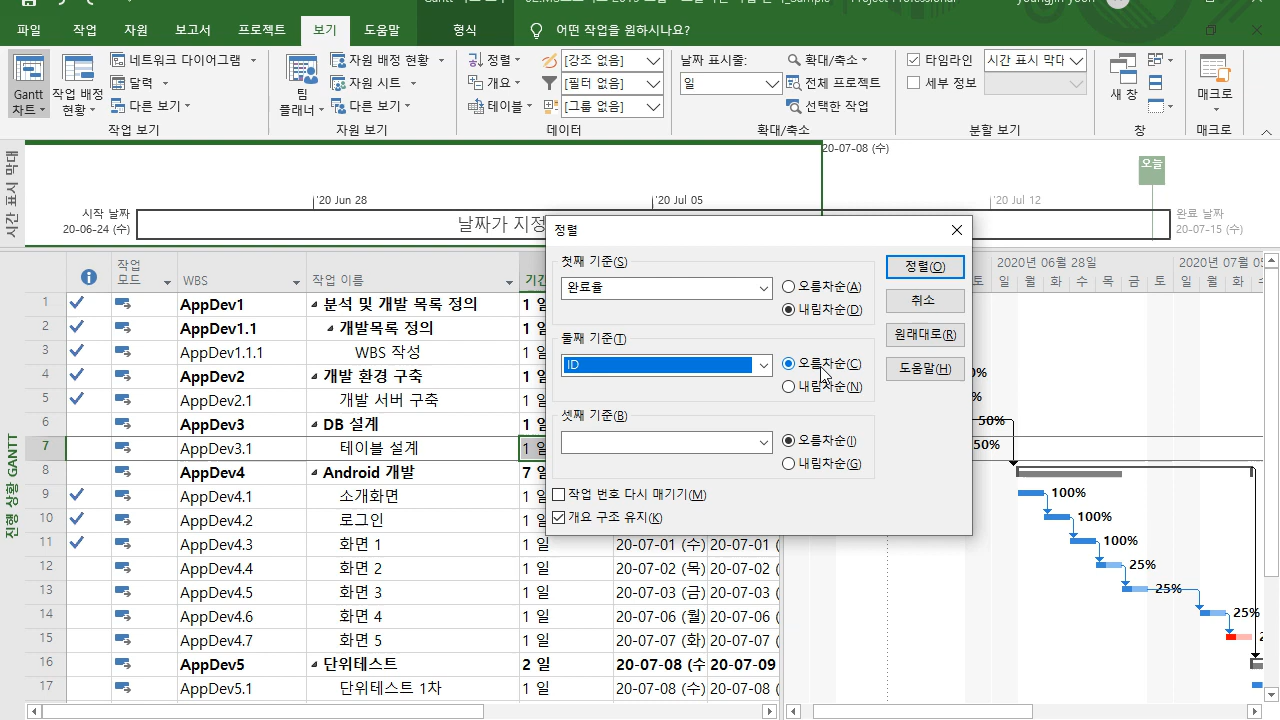 파일 작업 자원 보고서 프로젝트 보기 도움말 형식 어떤 작업을 원하시나요?
Gantt 차트
작업 배정 현황
네트워크 다이어그램
달력
다른 보기
작업 보기
팀 플래너
자원 배정 현황
자원 시트
다른 보기
자원 보기
정렬
개요
테이블
[강조 없음]
[필터 없음]
[그룹 없음]
데이터
날짜 표시줄:
일
확대/축소
전체 프로젝트
선택한 작업
확대/축소
타임라인 시간 표시 막대
세부 정보
분할 보기
새 창
창
매크로
매크로
시간 표시 막대
20-07-08 (수)
오늘
'20 Jun 28 '20 Jul 05 '20 Jul 12
시작 날짜
20-06-24 (수)
날짜가 지정
완료 날짜
20-07-15 (수)
진행 상황 GANTT
작업 모드 WBS 작업 이름 기간
2020년 06월 28일 2020년 07월 05
토 일 월 화 수 목 금 토 일 월 화
1 AppDev1 분석 및 개발 목록 정의 1 일
2 AppDev1.1 개발목록 정의 1 일
3 AppDev1.1.1 WBS 작성 1 일
4 AppDev2 개발 환경 구축 1 일
5 AppDev2.1 개발 서버 구축 1 일
6 AppDev3 DB 설계 1 일 50%
7 AppDev3.1 테이블 설계 1 일 50%
8 AppDev4 Android 개발 7 일
9 AppDev4.1 소개화면 1 일 100%
10 AppDev4.2 로그인 1 일 100%
11 AppDev4.3 화면 1 1 일 20-07-01 (수) 20-07-01 ( 100%
12 AppDev4.4 화면 2 1 일 20-07-02 (목) 20-07-02 ( 25%
13 AppDev4.5 화면 3 1 일 20-07-03 (금) 20-07-03 ( 25%
14 AppDev4.6 화면 4 1 일 20-07-06 (월) 20-07-06 ( 25%
15 AppDev4.7 화면 5 1 일 20-07-07 (화) 20-07-07 (
16 AppDev5 단위테스트 2 일 20-07-08 (수 20-07-09
17 AppDev5.1 단위테스트 1차 1 일 20-07-08 (수) 20-07-08 (
정렬
첫째 기준(S)
완료율
오름차순(A)
내림차순(D)
둘째 기준(T)
ID
오름차순(C)
내림차순(N)
셋째 기준(B)
오름차순(I)
내림차순(G)
작업 번호 다시 매기기(M)
개요 구조 유지(K)
정렬(O)
취소
원래대로(R)
도움말(H)